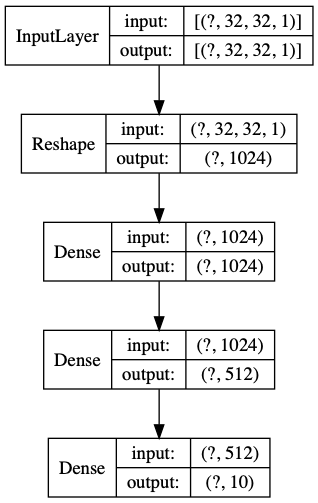 InputLayer
input: [(?, 32, 32, 1)]
output: [(?, 32, 32, 1)]
Reshape
input: (?, 32, 32, 1)
output: (?, 1024)
Dense
input: (?, 1024)
output: (?, 1024)
Dense
input: (?, 1024)
output: (?, 512)
Dense
input: (?, 512)
output: (?, 10)